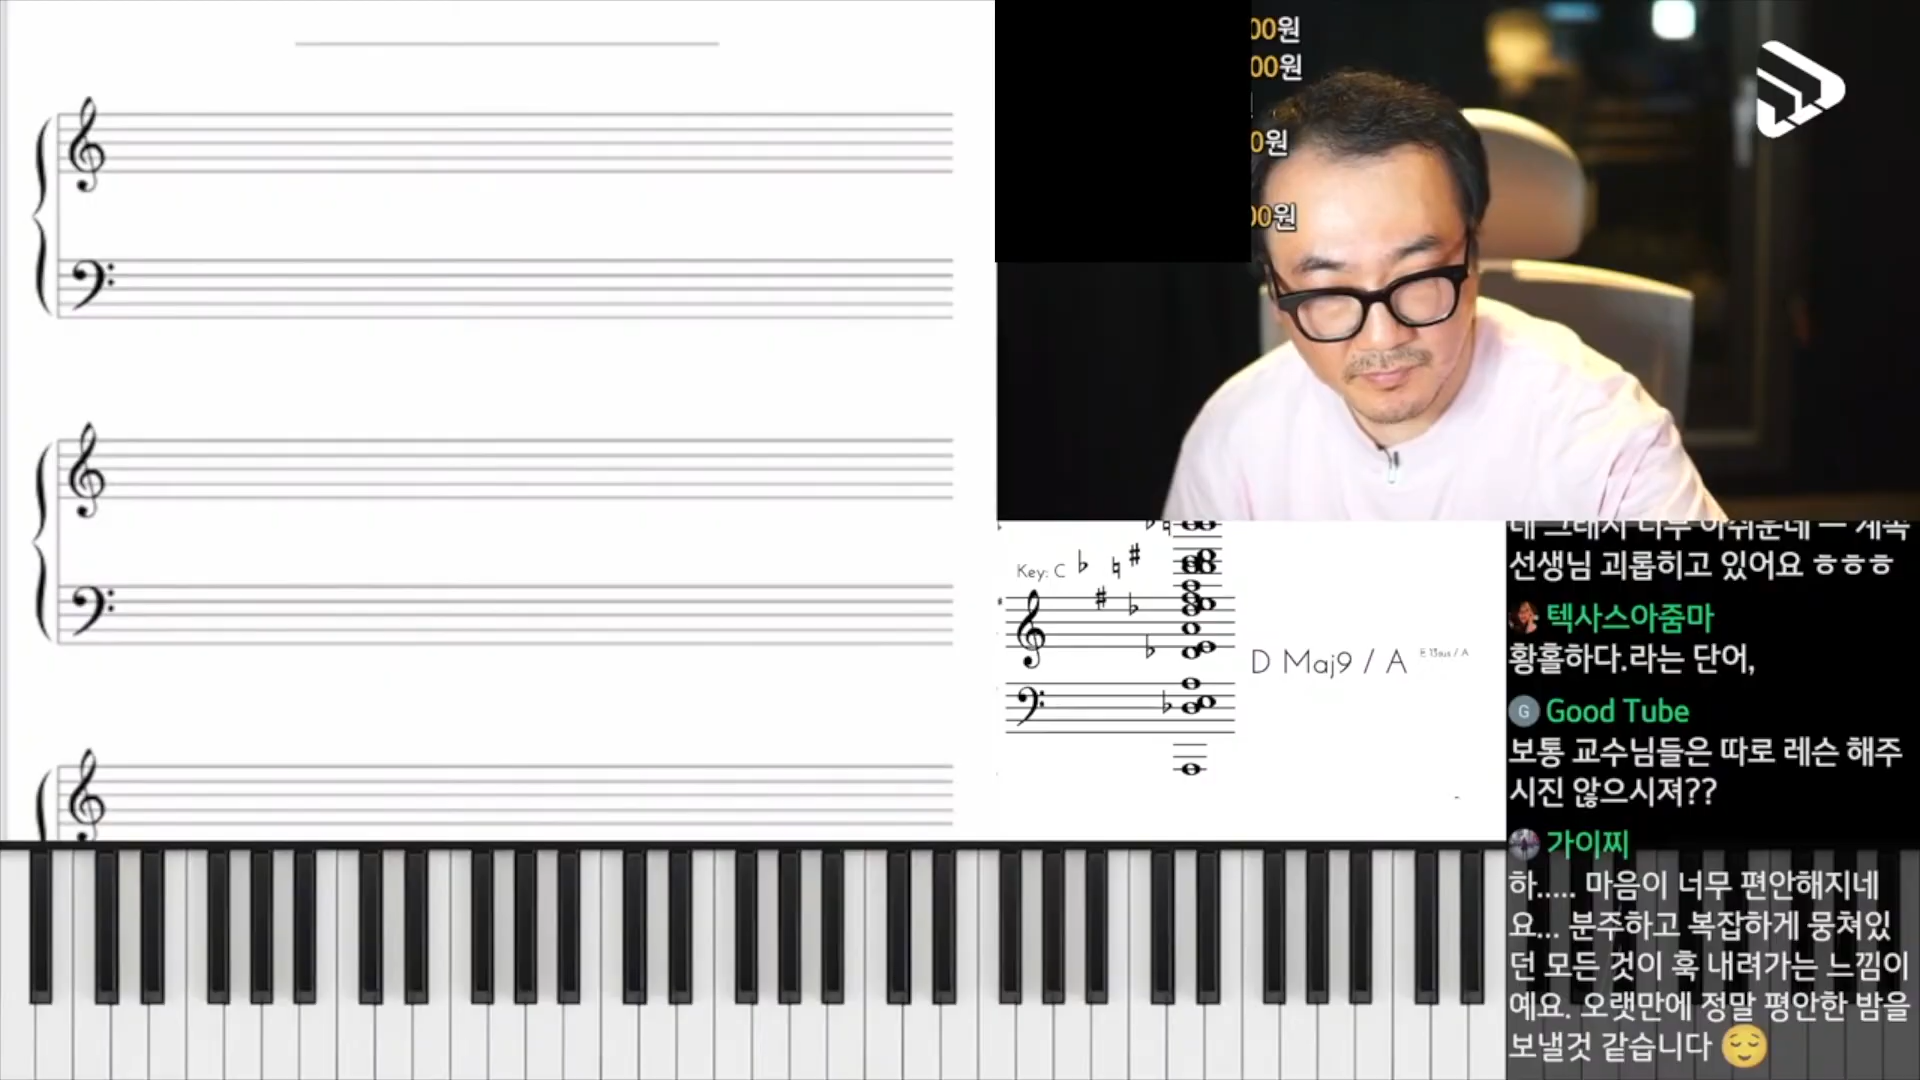 00원
00원
0원
00원
Key: C
D Maj9 / A
E 13sus / A
선생님 괴롭히고 있어요 ㅎㅎㅎ
텍사스아줌마
황홀하다.라는 단어,
G Good Tube
보통 교수님들은 따로 레슨 해주
시진 않으시져??
가이찌
하..... 마음이 너무 편안해지네
요... 분주하고 복잡하게 뭉쳐있
던 모든 것이 훅 내려가는 느낌이
예요. 오랫만에 정말 평안한 밤을
보낼것 같습니다 😌